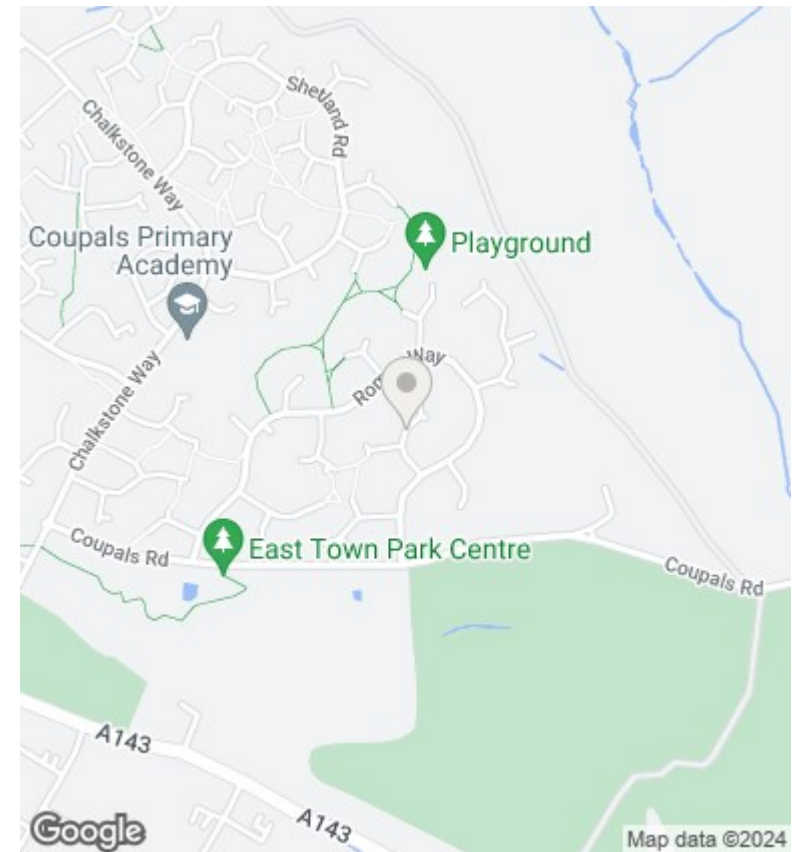 Shetland Rd
Chalkstone Way
Coupals Primary
Academy
Playground
Way
Chalkstone Way
Coupals Rd
East Town Park Centre
Coupals Rd
A143
A143
Google
Map data ©2024